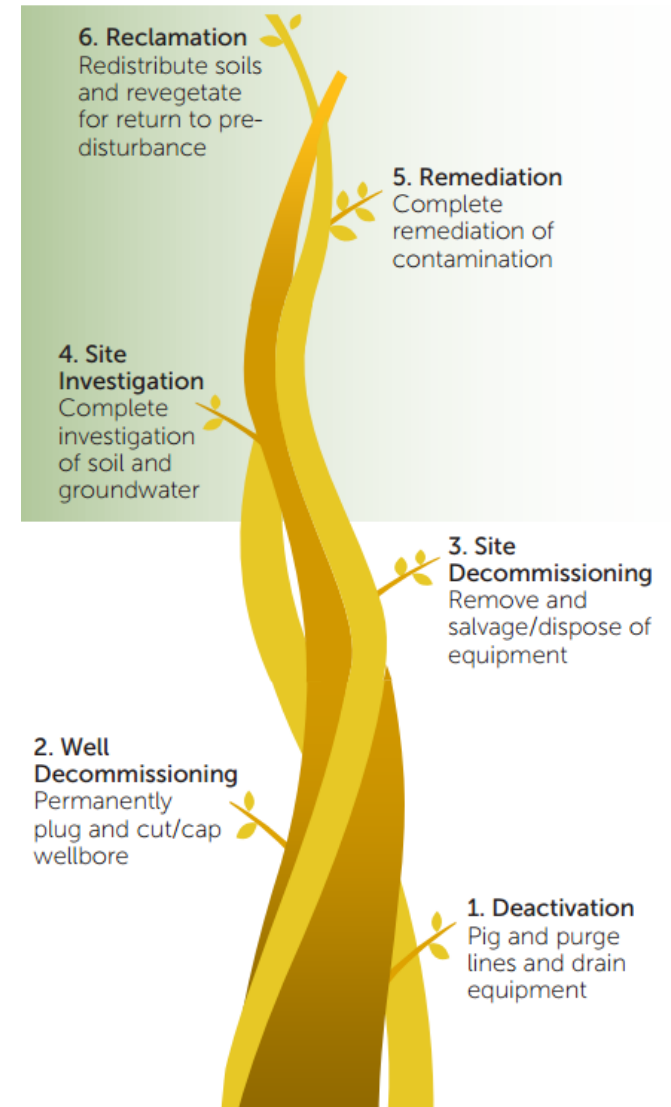 6. Reclamation
Redistribute soils
and revegetate
for return to pre-
disturbance
5. Remediation
Complete
remediation of
contamination
4. Site
Investigation
Complete
investigation
of soil and
groundwater
3. Site
Decommissioning
Remove and
salvage/dispose of
equipment
2. Well
Decommissioning
Permanently
plug and cut/cap
wellbore
1. Deactivation
Pig and purge
lines and drain
equipment